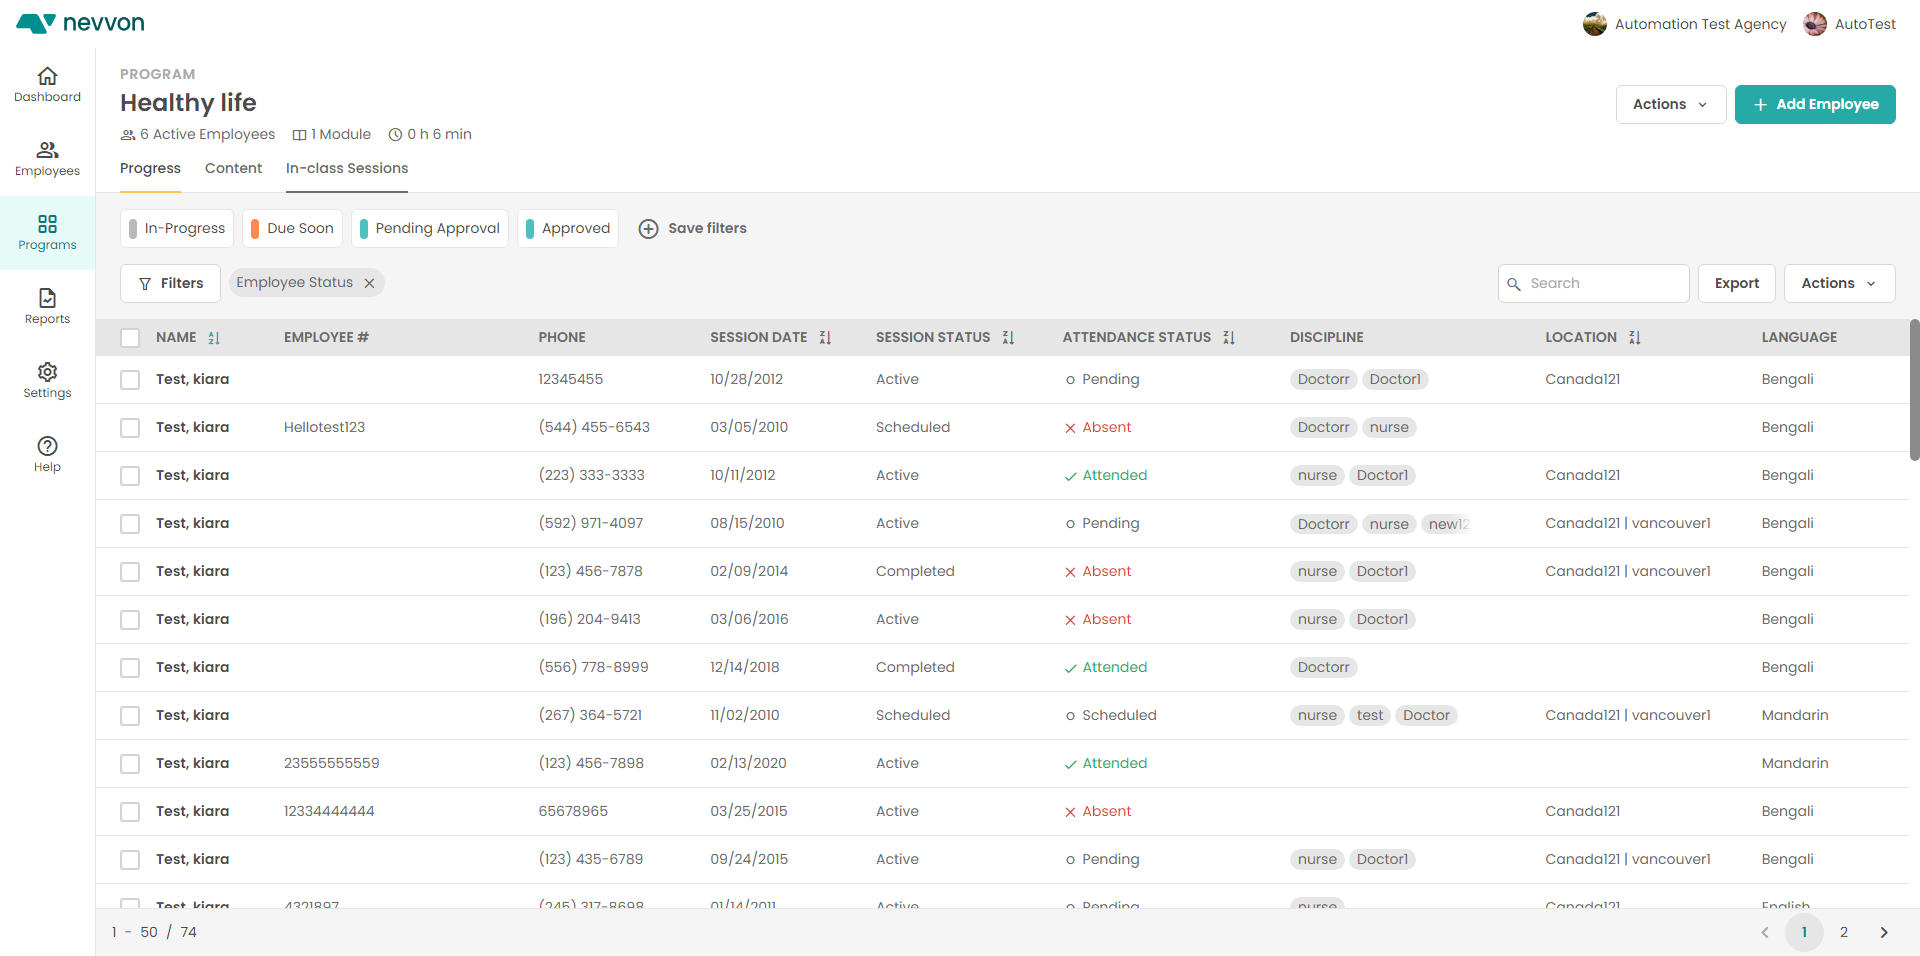 nevvon
Automation Test Agency AutoTest
Dashboard
Employees
Programs
Reports
Settings
Help
PROGRAM
Healthy life
6 Active Employees 1 Module 0 h 6 min
Actions Add Employee
Progress Content In-class Sessions
In-Progress Due Soon Pending Approval Approved Save filters
Filters Employee Status Search Export Actions
NAME EMPLOYEE # PHONE SESSION DATE SESSION STATUS ATTENDANCE STATUS DISCIPLINE LOCATION LANGUAGE
Test, kiara 12345455 10/28/2012 Active Pending Doctorr Doctor1 Canada121 Bengali
Test, kiara Hellotest123 (544) 455-6543 03/05/2010 Scheduled Absent Doctorr nurse Bengali
Test, kiara (223) 333-3333 10/11/2012 Active Attended nurse Doctor1 Canada121 Bengali
Test, kiara (592) 971-4097 08/15/2010 Active Pending Doctorr nurse new12 Canada121 | vancouver1 Bengali
Test, kiara (123) 456-7878 02/09/2014 Completed Absent nurse Doctor1 Canada121 | vancouver1 Bengali
Test, kiara (196) 204-9413 03/06/2016 Active Absent nurse Doctor1 Bengali
Test, kiara (556) 778-8999 12/14/2018 Completed Attended Doctorr Bengali
Test, kiara (267) 364-5721 11/02/2010 Scheduled Scheduled nurse test Doctor Canada121 | vancouver1 Mandarin
Test, kiara 23555555559 (123) 456-7898 02/13/2020 Active Attended Mandarin
Test, kiara 12334444444 65678965 03/25/2015 Active Absent Canada121 Bengali
Test, kiara (123) 435-6789 09/24/2015 Active Pending nurse Doctor1 Canada121 | vancouver1 Bengali
Test, kiara 4321897 (245) 317-8698 01/14/2011 Active Pending nurse Canada121 English
1 - 50 / 74 1 2